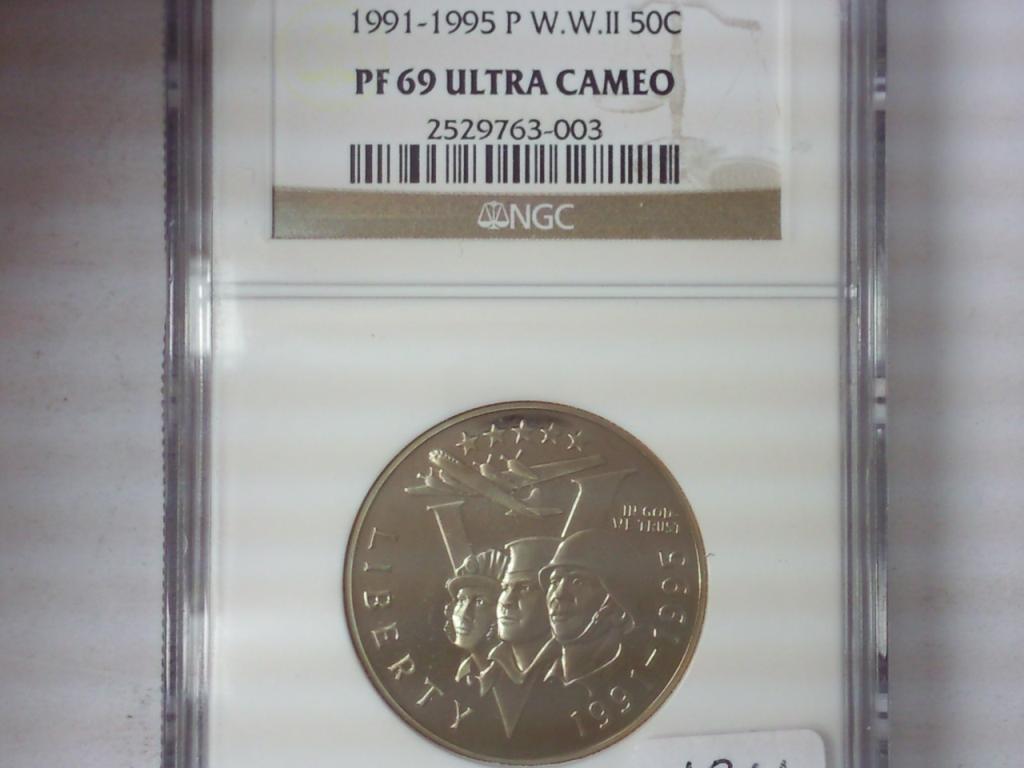 1991-1995 P W.W.II 50C
PF 69 ULTRA CAMEO
2529763-003
NGC
IN GOD
WE TRUST
LIBERTY
1991-1995